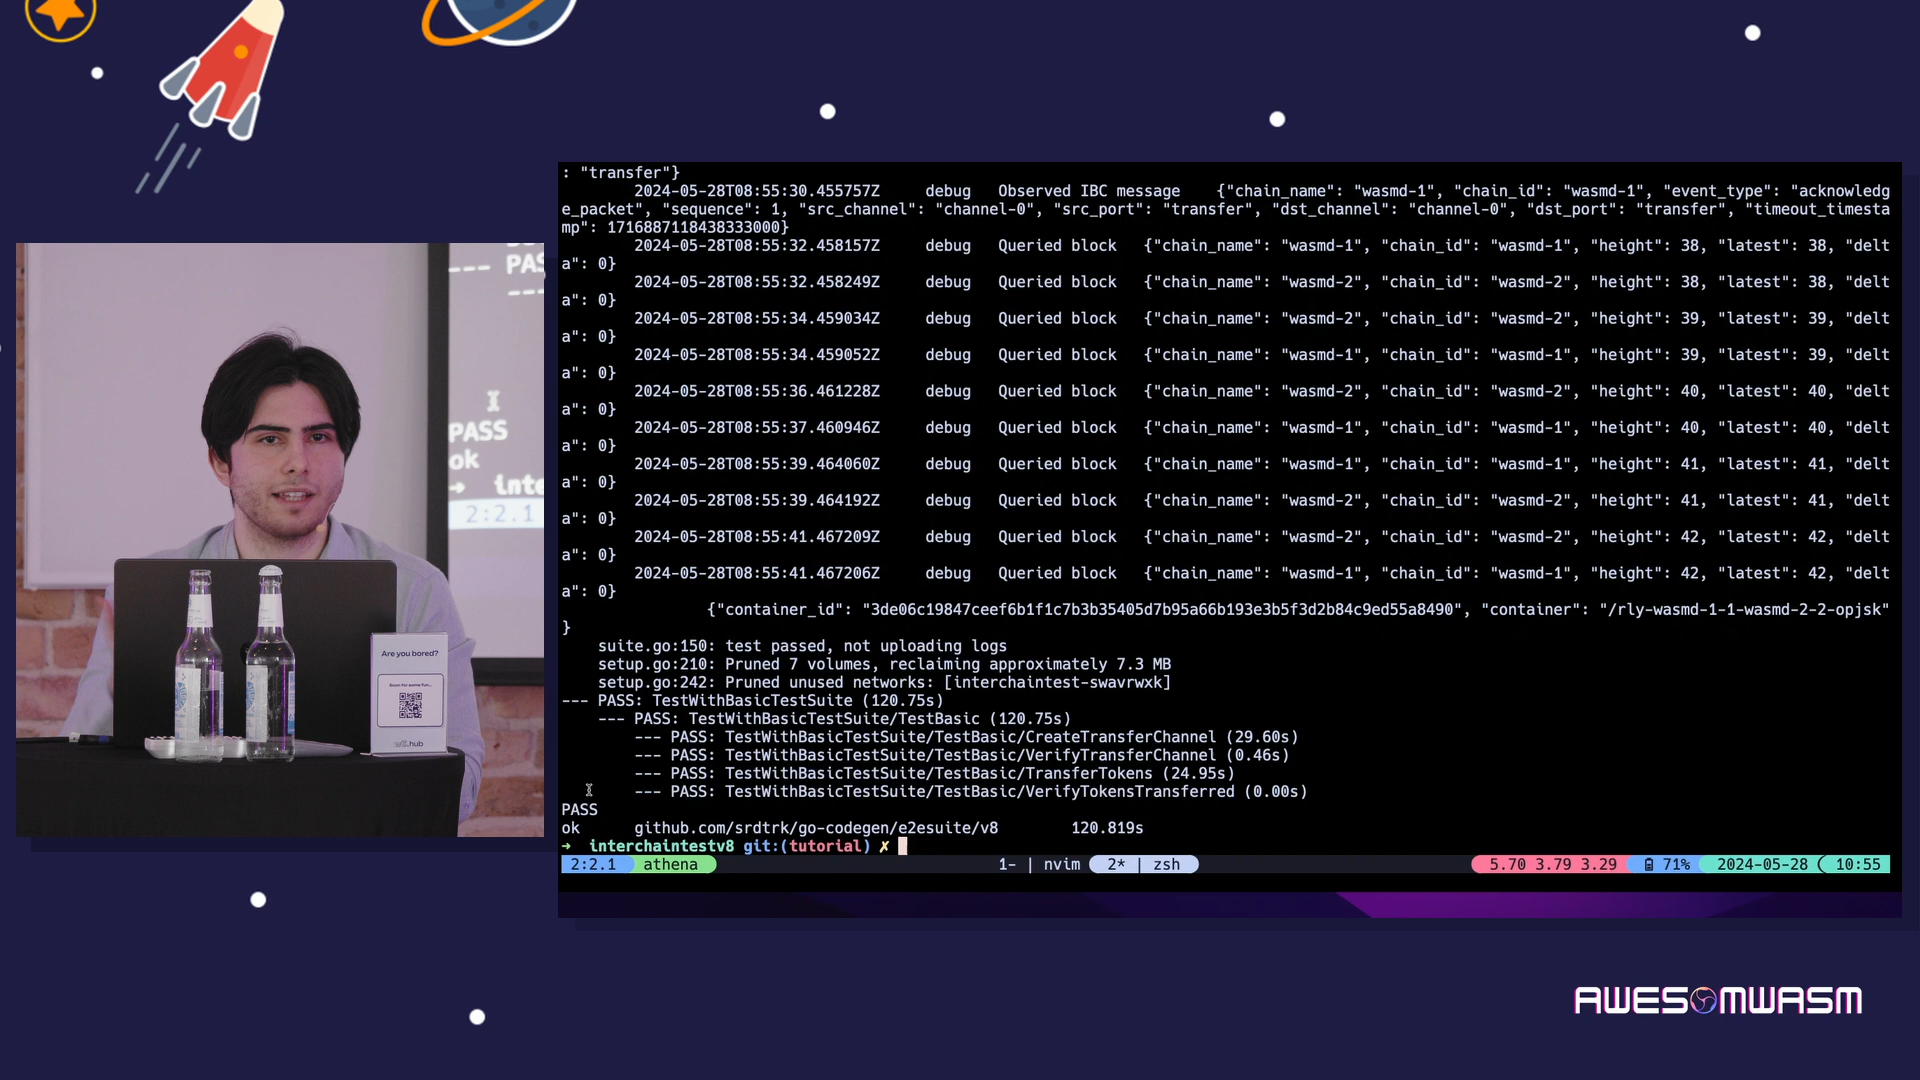 : "transfer"}
2024-05-28T08:55:30.455757Z debug Observed IBC message {"chain_name": "wasmd-1", "chain_id": "wasmd-1", "event_type": "acknowledg
e_packet", "sequence": 1, "src_channel": "channel-0", "src_port": "transfer", "dst_channel": "channel-0", "dst_port": "transfer", "timeout_timesta
mp": 1716887118438333000}
2024-05-28T08:55:32.458157Z debug Queried block {"chain_name": "wasmd-1", "chain_id": "wasmd-1", "height": 38, "latest": 38, "delt
a": 0}
2024-05-28T08:55:32.458249Z debug Queried block {"chain_name": "wasmd-2", "chain_id": "wasmd-2", "height": 38, "latest": 38, "delt
a": 0}
2024-05-28T08:55:34.459034Z debug Queried block {"chain_name": "wasmd-2", "chain_id": "wasmd-2", "height": 39, "latest": 39, "delt
a": 0}
2024-05-28T08:55:34.459052Z debug Queried block {"chain_name": "wasmd-1", "chain_id": "wasmd-1", "height": 39, "latest": 39, "delt
a": 0}
2024-05-28T08:55:36.461228Z debug Queried block {"chain_name": "wasmd-2", "chain_id": "wasmd-2", "height": 40, "latest": 40, "delt
a": 0}
2024-05-28T08:55:37.460946Z debug Queried block {"chain_name": "wasmd-1", "chain_id": "wasmd-1", "height": 40, "latest": 40, "delt
a": 0}
2024-05-28T08:55:39.464060Z debug Queried block {"chain_name": "wasmd-1", "chain_id": "wasmd-1", "height": 41, "latest": 41, "delt
a": 0}
2024-05-28T08:55:39.464192Z debug Queried block {"chain_name": "wasmd-2", "chain_id": "wasmd-2", "height": 41, "latest": 41, "delt
a": 0}
2024-05-28T08:55:41.467209Z debug Queried block {"chain_name": "wasmd-2", "chain_id": "wasmd-2", "height": 42, "latest": 42, "delt
a": 0}
2024-05-28T08:55:41.467206Z debug Queried block {"chain_name": "wasmd-1", "chain_id": "wasmd-1", "height": 42, "latest": 42, "delt
a": 0}
{"container_id": "3de06c19847ceef6b1f1c7b3b35405d7b95a66b193e3b5f3d2b84c9ed55a8490", "container": "/rly-wasmd-1-1-wasmd-2-2-opjsk"
}
suite.go:150: test passed, not uploading logs
setup.go:210: Pruned 7 volumes, reclaiming approximately 7.3 MB
setup.go:242: Pruned unused networks: [interchaintest-swavrwxk]
--- PASS: TestWithBasicTestSuite (120.75s)
--- PASS: TestWithBasicTestSuite/TestBasic (120.75s)
--- PASS: TestWithBasicTestSuite/TestBasic/CreateTransferChannel (29.60s)
--- PASS: TestWithBasicTestSuite/TestBasic/VerifyTransferChannel (0.46s)
--- PASS: TestWithBasicTestSuite/TestBasic/TransferTokens (24.95s)
--- PASS: TestWithBasicTestSuite/TestBasic/VerifyTokensTransferred (0.00s)
PASS
ok github.com/srdtrk/go-codegen/e2esuite/v8 120.819s
➜ interchaintestv8 git:(tutorial) ✗
2:2.1 athena 1- | nvim 2* | zsh 5.70 3.79 3.29 71% 2024-05-28 10:55
--- PAS
---
PASS
ok
→ inte
2:2.1
Are you bored?
Scan for some fun...
hub
AWESOMWASM